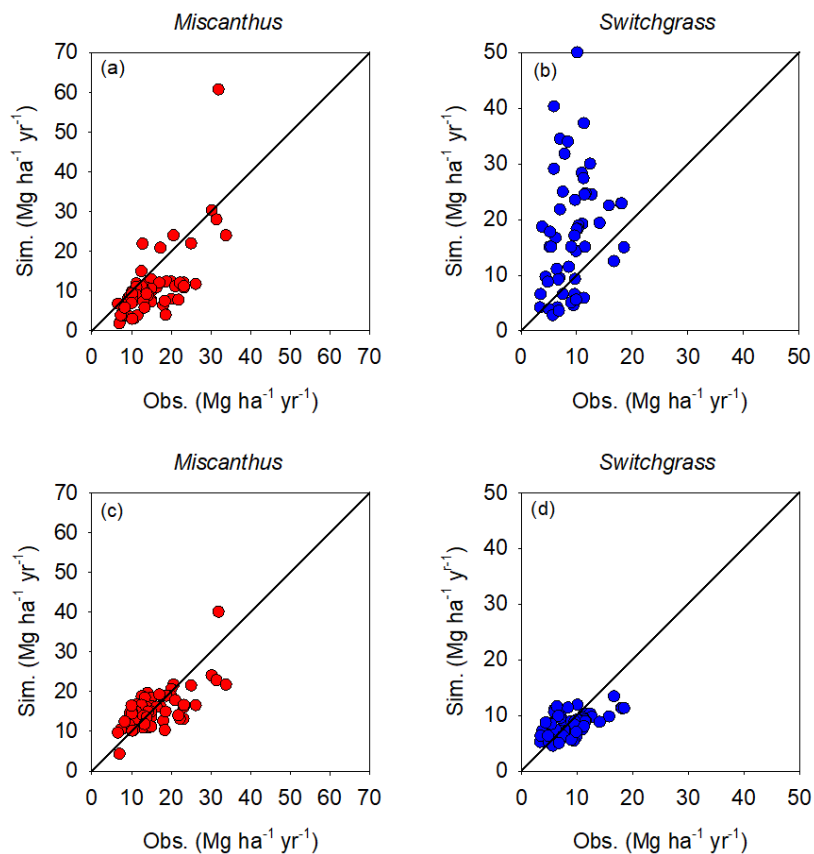 Miscanthus
Switchgrass
(a)
70
60
50
40
30
20
10
0
Sim. (Mg ha⁻¹ yr⁻¹)
0 10 20 30 40 50 60 70
Obs. (Mg ha⁻¹ yr⁻¹)
(b)
50
40
30
20
10
0
Sim. (Mg ha⁻¹ yr⁻¹)
0 10 20 30 40 50
Obs. (Mg ha⁻¹ yr⁻¹)
Miscanthus
Switchgrass
(c)
70
60
50
40
30
20
10
0
Sim. (Mg ha⁻¹ yr⁻¹)
0 10 20 30 40 50 60 70
Obs. (Mg ha⁻¹ yr⁻¹)
(d)
50
40
30
20
10
0
Sim. (Mg ha⁻¹ yʳ⁻¹)
0 10 20 30 40 50
Obs. (Mg ha⁻¹ yr⁻¹)